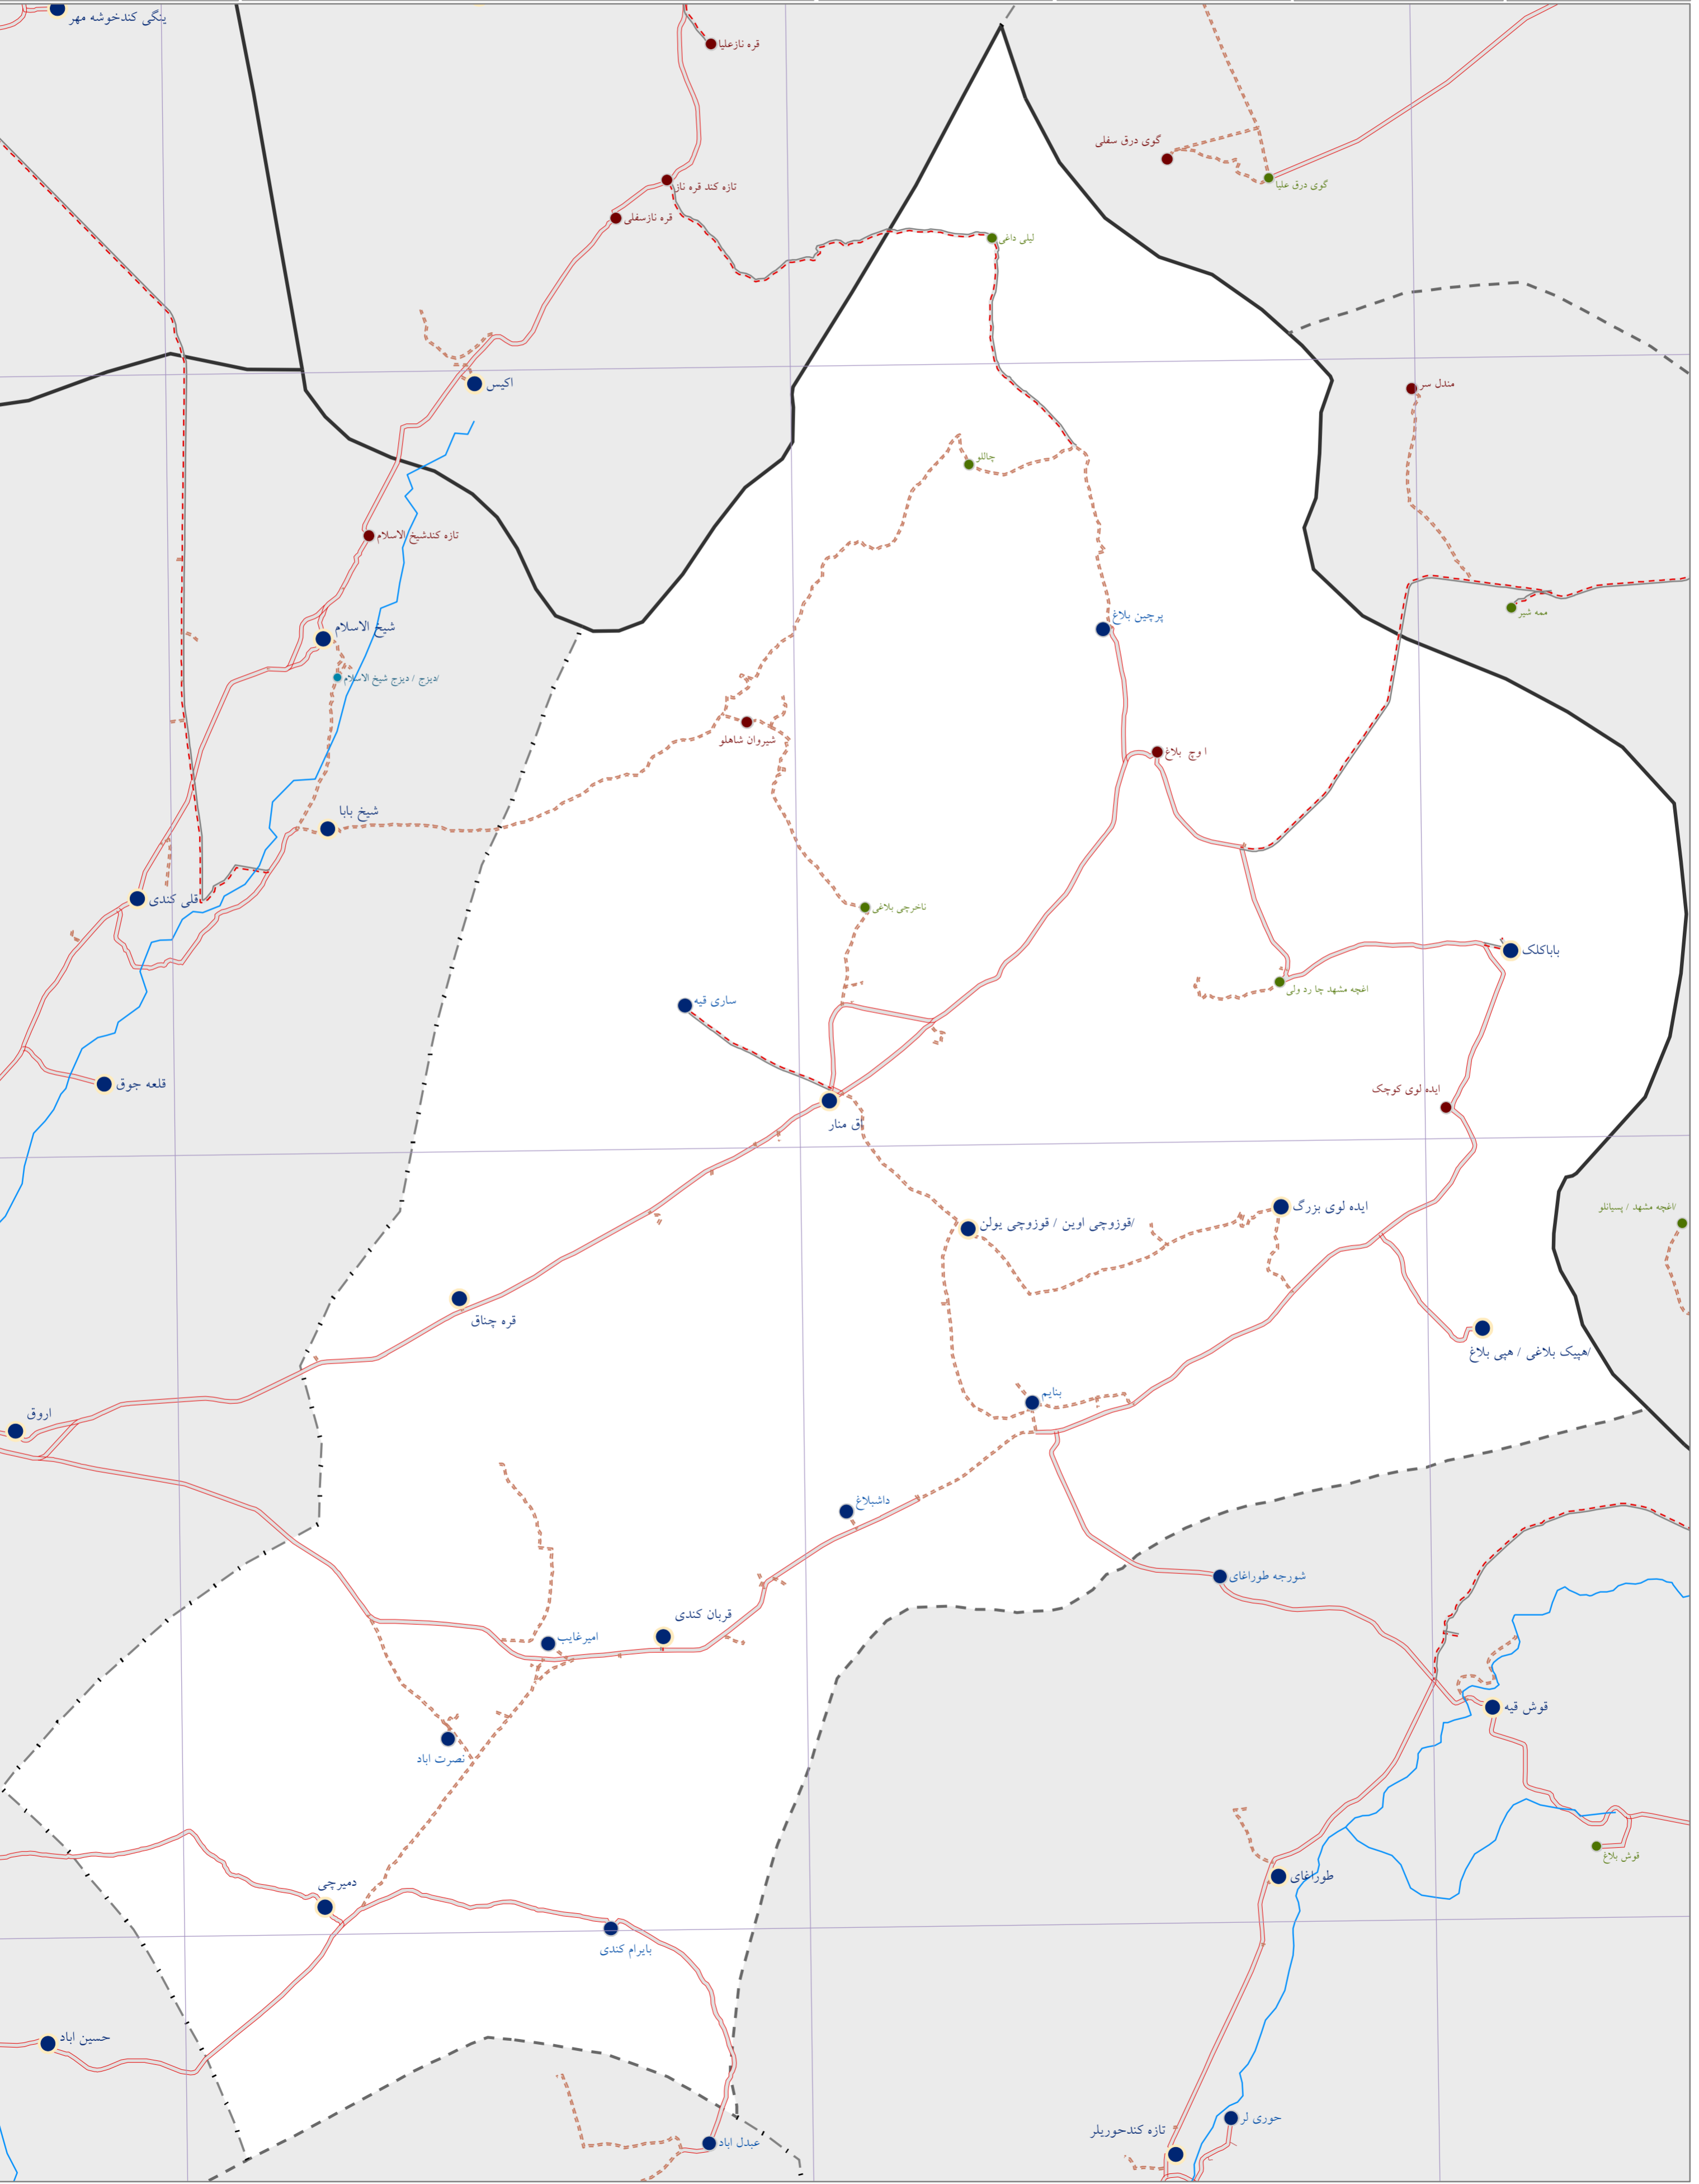 ینگی کندخوشه مهر
قره نازعلیا
گوی درق سفلی
گوی درق علیا
تازه کند قره ناز
قره نازسفلی
لیلی داغی
اکیس
مندل سر
چاللو
تازه کندشیخ الاسلام
ممه شیر
پرچین بلاغ
شیخ الاسلام
دیزج / دیزج شیخ الاسلام/
شیروان شاهلو
ا وچ بلاغ
شیخ بابا
قلی کندی
ناخرچی بلاغی
باباکلک
اغچه مشهد چا رد ولی
ساری قیه
قلعه جوق
ایده لوی کوچک
اق منار
ایده لوی بزرگ
اغچه مشهد / پسیانلو/
قوزوچی اوین / قوزوچی یولن/
قره چناق
هپیک بلاغی / هپی بلاغ/
بنایم
اروق
داشبلاغ
شورجه طوراغای
قربان کندی
امیرغایب
قوش قیه
نصرت اباد
قوش بلاغ
طوراغای
دمیرچی
بایرام کندی
حسین اباد
حوری لر
تازه کندحوریلر
عبدل اباد